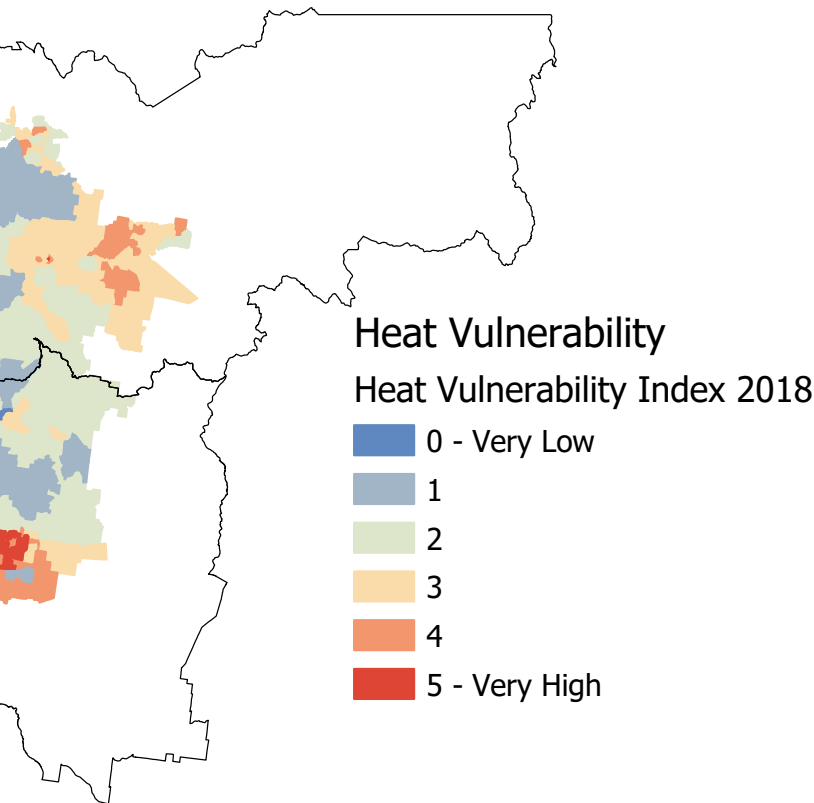 Heat Vulnerability
Heat Vulnerability Index 2018
0 - Very Low
1
2
3
4
5 - Very High